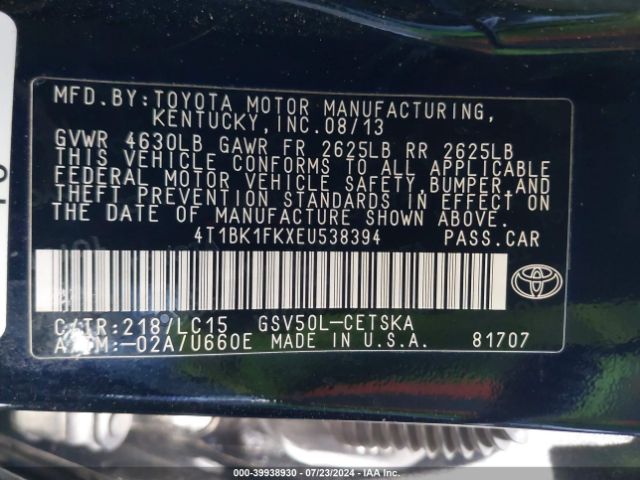 MFD.BY:TOYOTA MOTOR MANUFACTURING,
KENTUCKY, INC. 08/13
GVWR 4630LB GAWR FR 2625LB RR 2625LB
THIS VEHICLE CONFORMS TO ALL APPLICABLE
FEDERAL MOTOR VEHICLE SAFETY,BUMPER,AND
THEFT PREVENTION STANDARDS IN EFFECT ON
THE DATE OF MANUFACTURE SHOWN ABOVE.
4T1BK1FKXEU538394 PASS.CAR
C/TR:218/LC15 GSV50L-CETSKA
A/TM:-02A/U660E MADE IN U.S.A. 81707
000-39938930 / 07/23/2024 - IAA Inc.